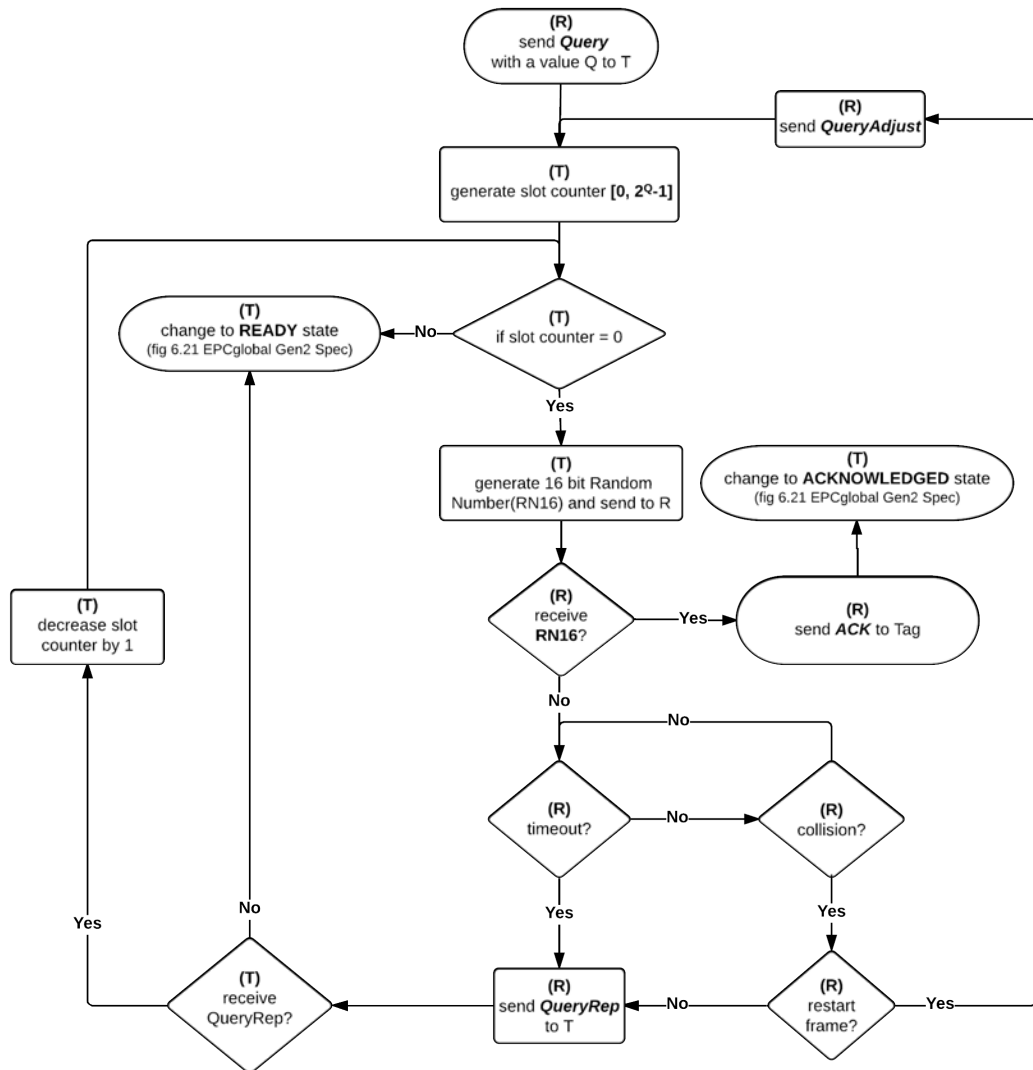 (R)
send Query
with a value Q to T
(R)
send QueryAdjust
(T)
generate slot counter [0, 2^Q-1]
(T)
change to READY state
(fig 6.21 EPCglobal Gen2 Spec)
No
(T)
if slot counter = 0
Yes
(T)
generate 16 bit Random
Number(RN16) and send to R
(T)
change to ACKNOWLEDGED state
(fig 6.21 EPCglobal Gen2 Spec)
(T)
decrease slot
counter by 1
(R)
receive
RN16?
Yes
(R)
send ACK to Tag
No
No
(R)
timeout?
No
(R)
collision?
Yes
No
Yes
Yes
(T)
receive
QueryRep?
(R)
send QueryRep
to T
No
(R)
restart
frame?
Yes